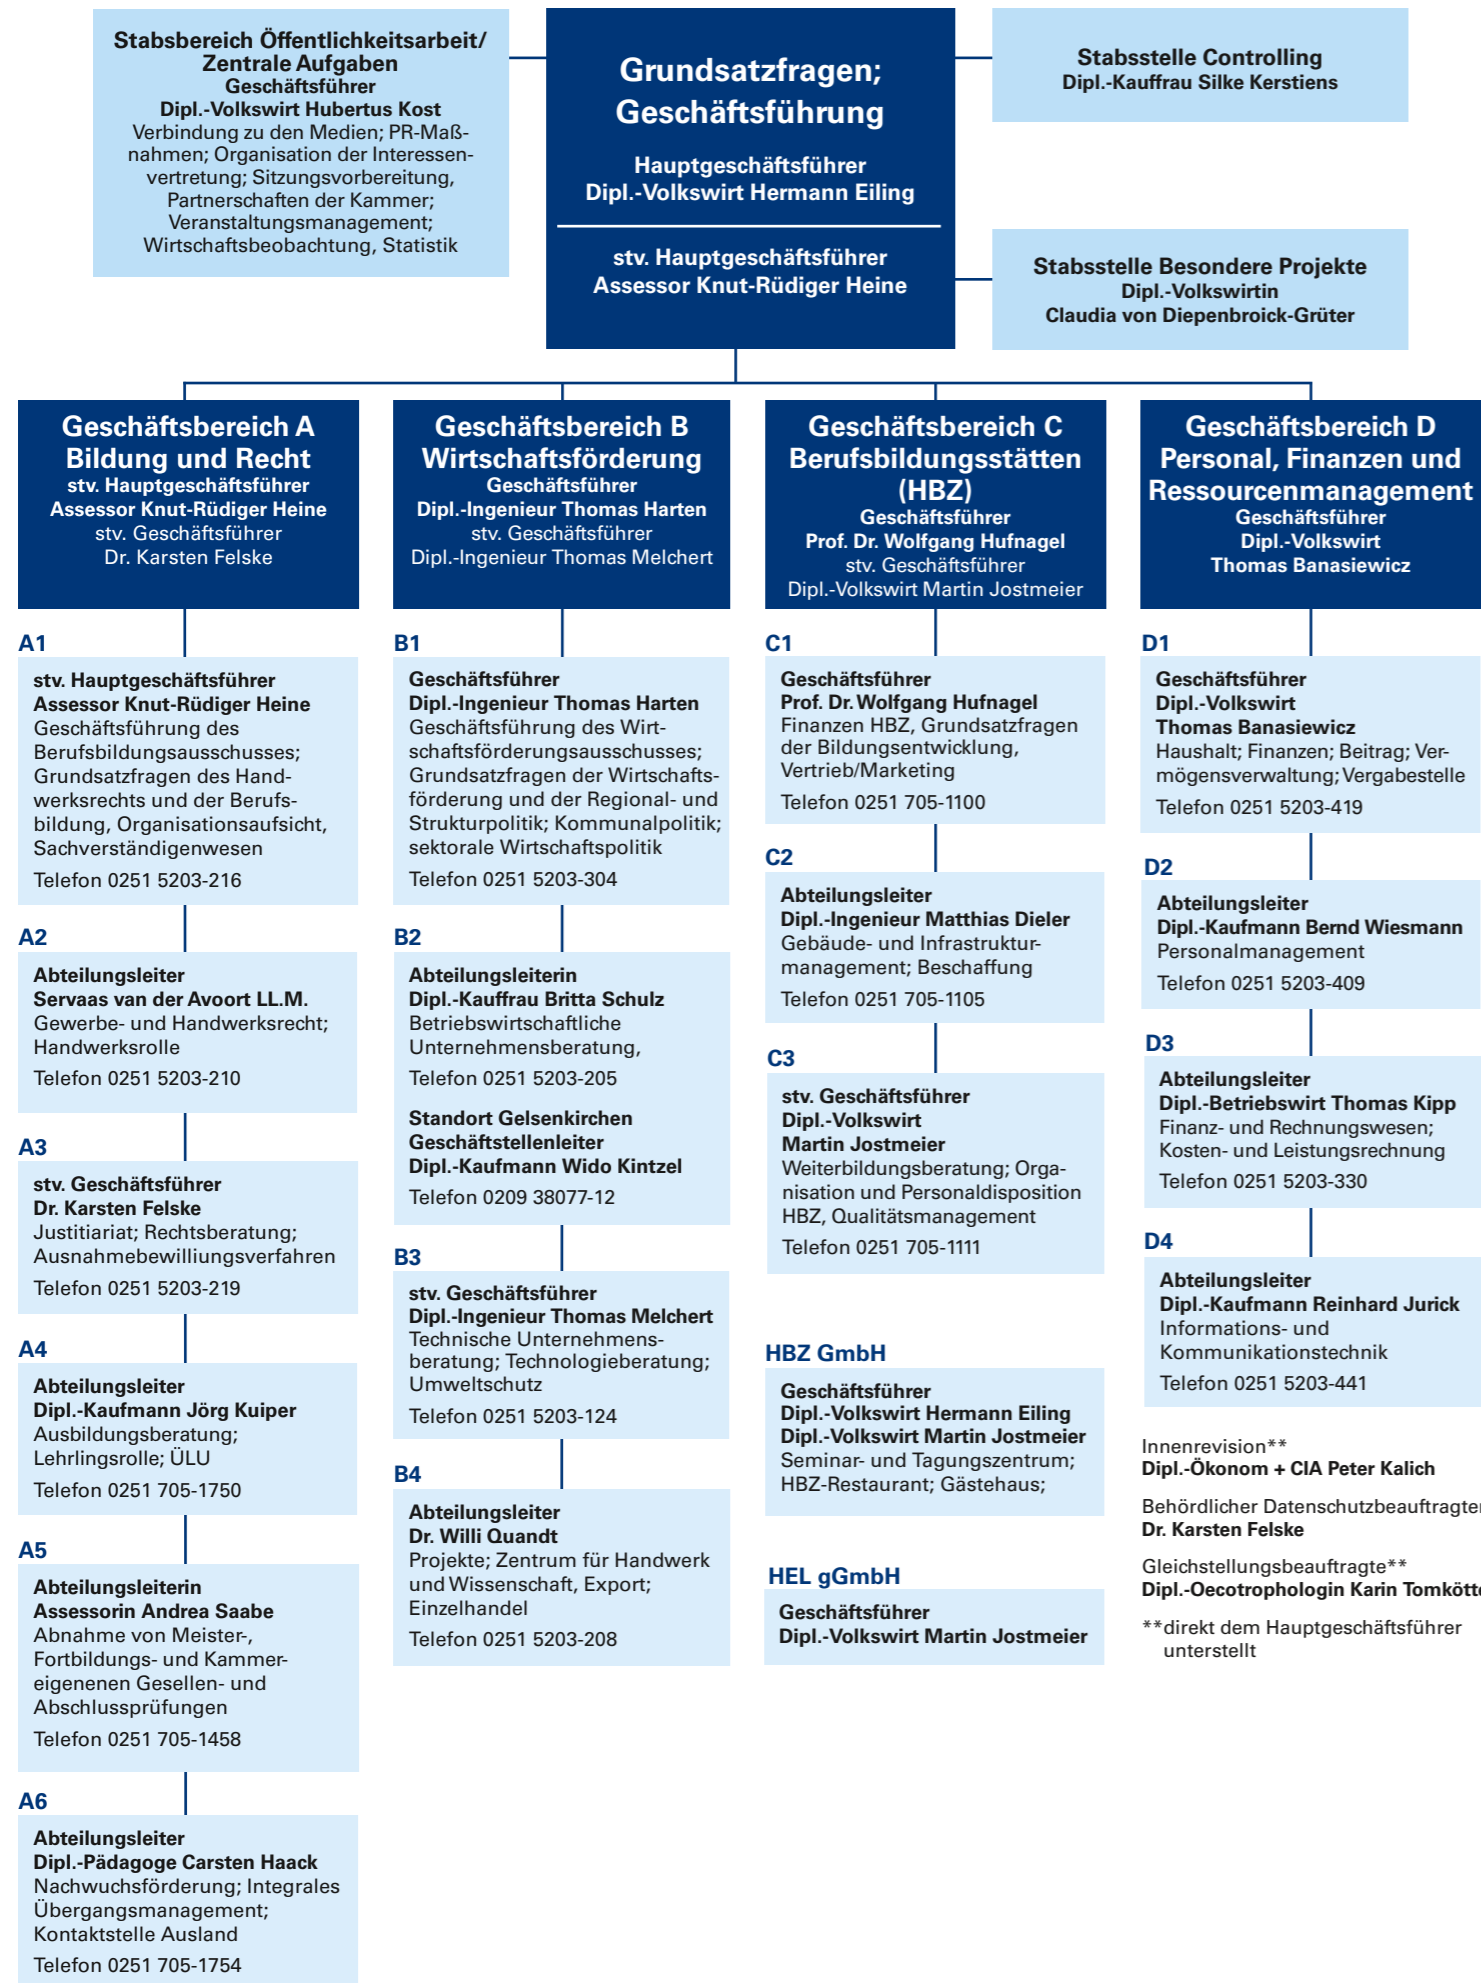 Stabsbereich Öffentlichkeitsarbeit/
Zentrale Aufgaben
Geschäftsführer
Dipl.-Volkswirt Hubertus Kost
Verbindung zu den Medien; PR-Maß-
nahmen; Organisation der Interessen-
vertretung; Sitzungsvorbereitung,
Partnerschaften der Kammer;
Veranstaltungsmanagement;
Wirtschaftsbeobachtung, Statistik
Grundsatzfragen;
Geschäftsführung
Hauptgeschäftsführer
Dipl.-Volkswirt Hermann Eiling
stv. Hauptgeschäftsführer
Assessor Knut-Rüdiger Heine
Stabsstelle Controlling
Dipl.-Kauffrau Silke Kerstiens
Stabsstelle Besondere Projekte
Dipl.-Volkswirtin
Claudia von Diepenbroick-Grüter
Geschäftsbereich A
Bildung und Recht
stv. Hauptgeschäftsführer
Assessor Knut-Rüdiger Heine
stv. Geschäftsführer
Dr. Karsten Felske
A1
stv. Hauptgeschäftsführer
Assessor Knut-Rüdiger Heine
Geschäftsführung des
Berufsbildungsausschusses;
Grundsatzfragen des Hand-
werksrechts und der Berufs-
bildung, Organisationsaufsicht,
Sachverständigenwesen
Telefon 0251 5203-216
A2
Abteilungsleiter
Servaas van der Avoort LL.M.
Gewerbe- und Handwerksrecht;
Handwerksrolle
Telefon 0251 5203-210
A3
stv. Geschäftsführer
Dr. Karsten Felske
Justitiariat; Rechtsberatung;
Ausnahmebewilliungsverfahren
Telefon 0251 5203-219
A4
Abteilungsleiter
Dipl.-Kaufmann Jörg Kuiper
Ausbildungsberatung;
Lehrlingsrolle; ÜLU
Telefon 0251 705-1750
A5
Abteilungsleiterin
Assessorin Andrea Saabe
Abnahme von Meister-,
Fortbildungs- und Kammer-
eigenenen Gesellen- und
Abschlussprüfungen
Telefon 0251 705-1458
A6
Abteilungsleiter
Dipl.-Pädagoge Carsten Haack
Nachwuchsförderung; Integrales
Übergangsmanagement;
Kontaktstelle Ausland
Telefon 0251 705-1754
Geschäftsbereich B
Wirtschaftsförderung
Geschäftsführer
Dipl.-Ingenieur Thomas Harten
stv. Geschäftsführer
Dipl.-Ingenieur Thomas Melchert
B1
Geschäftsführer
Dipl.-Ingenieur Thomas Harten
Geschäftsführung des Wirt-
schaftsförderungsausschusses;
Grundsatzfragen der Wirtschafts-
förderung und der Regional- und
Strukturpolitik; Kommunalpolitik;
sektorale Wirtschaftspolitik
Telefon 0251 5203-304
B2
Abteilungsleiterin
Dipl.-Kauffrau Britta Schulz
Betriebswirtschaftliche
Unternehmensberatung,
Telefon 0251 5203-205
Standort Gelsenkirchen
Geschäftstellenleiter
Dipl.-Kaufmann Wido Kintzel
Telefon 0209 38077-12
B3
stv. Geschäftsführer
Dipl.-Ingenieur Thomas Melchert
Technische Unternehmens-
beratung; Technologieberatung;
Umweltschutz
Telefon 0251 5203-124
B4
Abteilungsleiter
Dr. Willi Quandt
Projekte; Zentrum für Handwerk
und Wissenschaft, Export;
Einzelhandel
Telefon 0251 5203-208
Geschäftsbereich C
Berufsbildungsstätten
(HBZ)
Geschäftsführer
Prof. Dr. Wolfgang Hufnagel
stv. Geschäftsführer
Dipl.-Volkswirt Martin Jostmeier
C1
Geschäftsführer
Prof. Dr. Wolfgang Hufnagel
Finanzen HBZ, Grundsatzfragen
der Bildungsentwicklung,
Vertrieb/Marketing
Telefon 0251 705-1100
C2
Abteilungsleiter
Dipl.-Ingenieur Matthias Dieler
Gebäude- und Infrastruktur-
management; Beschaffung
Telefon 0251 705-1105
C3
stv. Geschäftsführer
Dipl.-Volkswirt
Martin Jostmeier
Weiterbildungsberatung; Orga-
nisation und Personaldisposition
HBZ, Qualitätsmanagement
Telefon 0251 705-1111
HBZ GmbH
Geschäftsführer
Dipl.-Volkswirt Hermann Eiling
Dipl.-Volkswirt Martin Jostmeier
Seminar- und Tagungszentrum;
HBZ-Restaurant; Gästehaus;
HEL gGmbH
Geschäftsführer
Dipl.-Volkswirt Martin Jostmeier
Geschäftsbereich D
Personal, Finanzen und
Ressourcenmanagement
Geschäftsführer
Dipl.-Volkswirt
Thomas Banasiewicz
D1
Geschäftsführer
Dipl.-Volkswirt
Thomas Banasiewicz
Haushalt; Finanzen; Beitrag; Ver-
mögensverwaltung; Vergabestelle
Telefon 0251 5203-419
D2
Abteilungsleiter
Dipl.-Kaufmann Bernd Wiesmann
Personalmanagement
Telefon 0251 5203-409
D3
Abteilungsleiter
Dipl.-Betriebswirt Thomas Kipp
Finanz- und Rechnungswesen;
Kosten- und Leistungsrechnung
Telefon 0251 5203-330
D4
Abteilungsleiter
Dipl.-Kaufmann Reinhard Jurick
Informations- und
Kommunikationstechnik
Telefon 0251 5203-441
Innenrevision**
Dipl.-Ökonom + CIA Peter Kalich
Behördlicher Datenschutzbeauftragter
Dr. Karsten Felske
Gleichstellungsbeauftragte**
Dipl.-Oecotrophologin Karin
**direkt dem Hauptgeschäftsführer
unterstellt